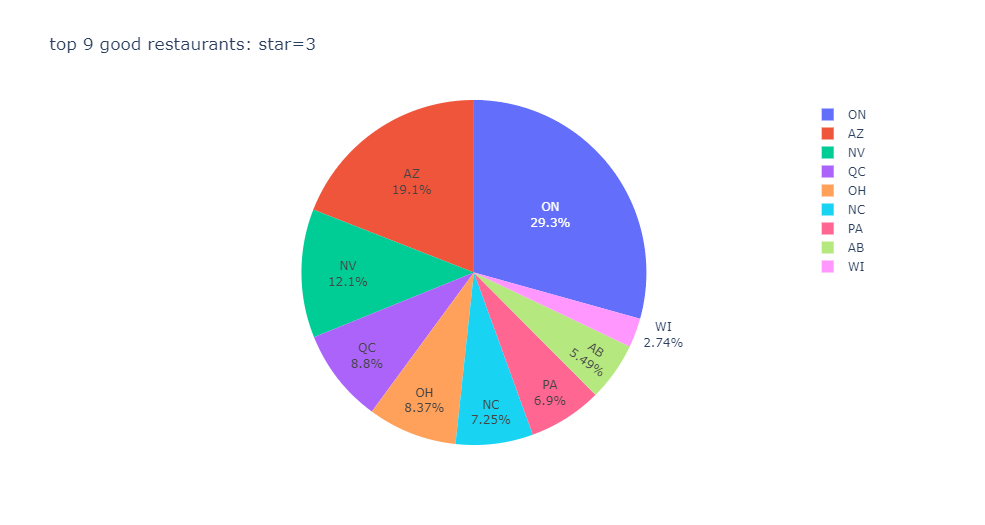 top 9 good restaurants: star=3
ON
29.3%
AZ
19.1%
NV
12.1%
QC
8.8%
OH
8.37%
NC
7.25%
PA
6.9%
AB
5.49%
WI
2.74%
ON
AZ
NV
QC
OH
NC
PA
AB
WI